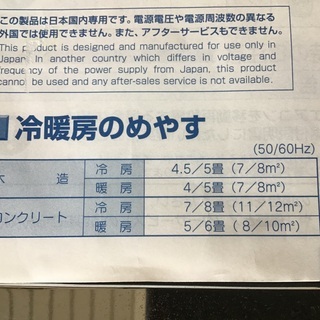 この製品は日本国内専用です。電源電圧や電源周波数の異なる
外国では使用できません。また、アフターサービスもできません。
This product is designed and manufactured for use only in
Japan. In another country which differs in voltage and
frequency of the power supply from Japan, this product
cannot be used and any after-sales service is not available.
冷暖房のめやす
(50/60Hz)
木 造 冷 房 4.5／5畳 (7／8m²)
暖 房 4／5畳 (7／8m²)
コンクリート 冷 房 7／8畳 (11／12m²)
暖 房 5／6畳 ( 8／10m²)